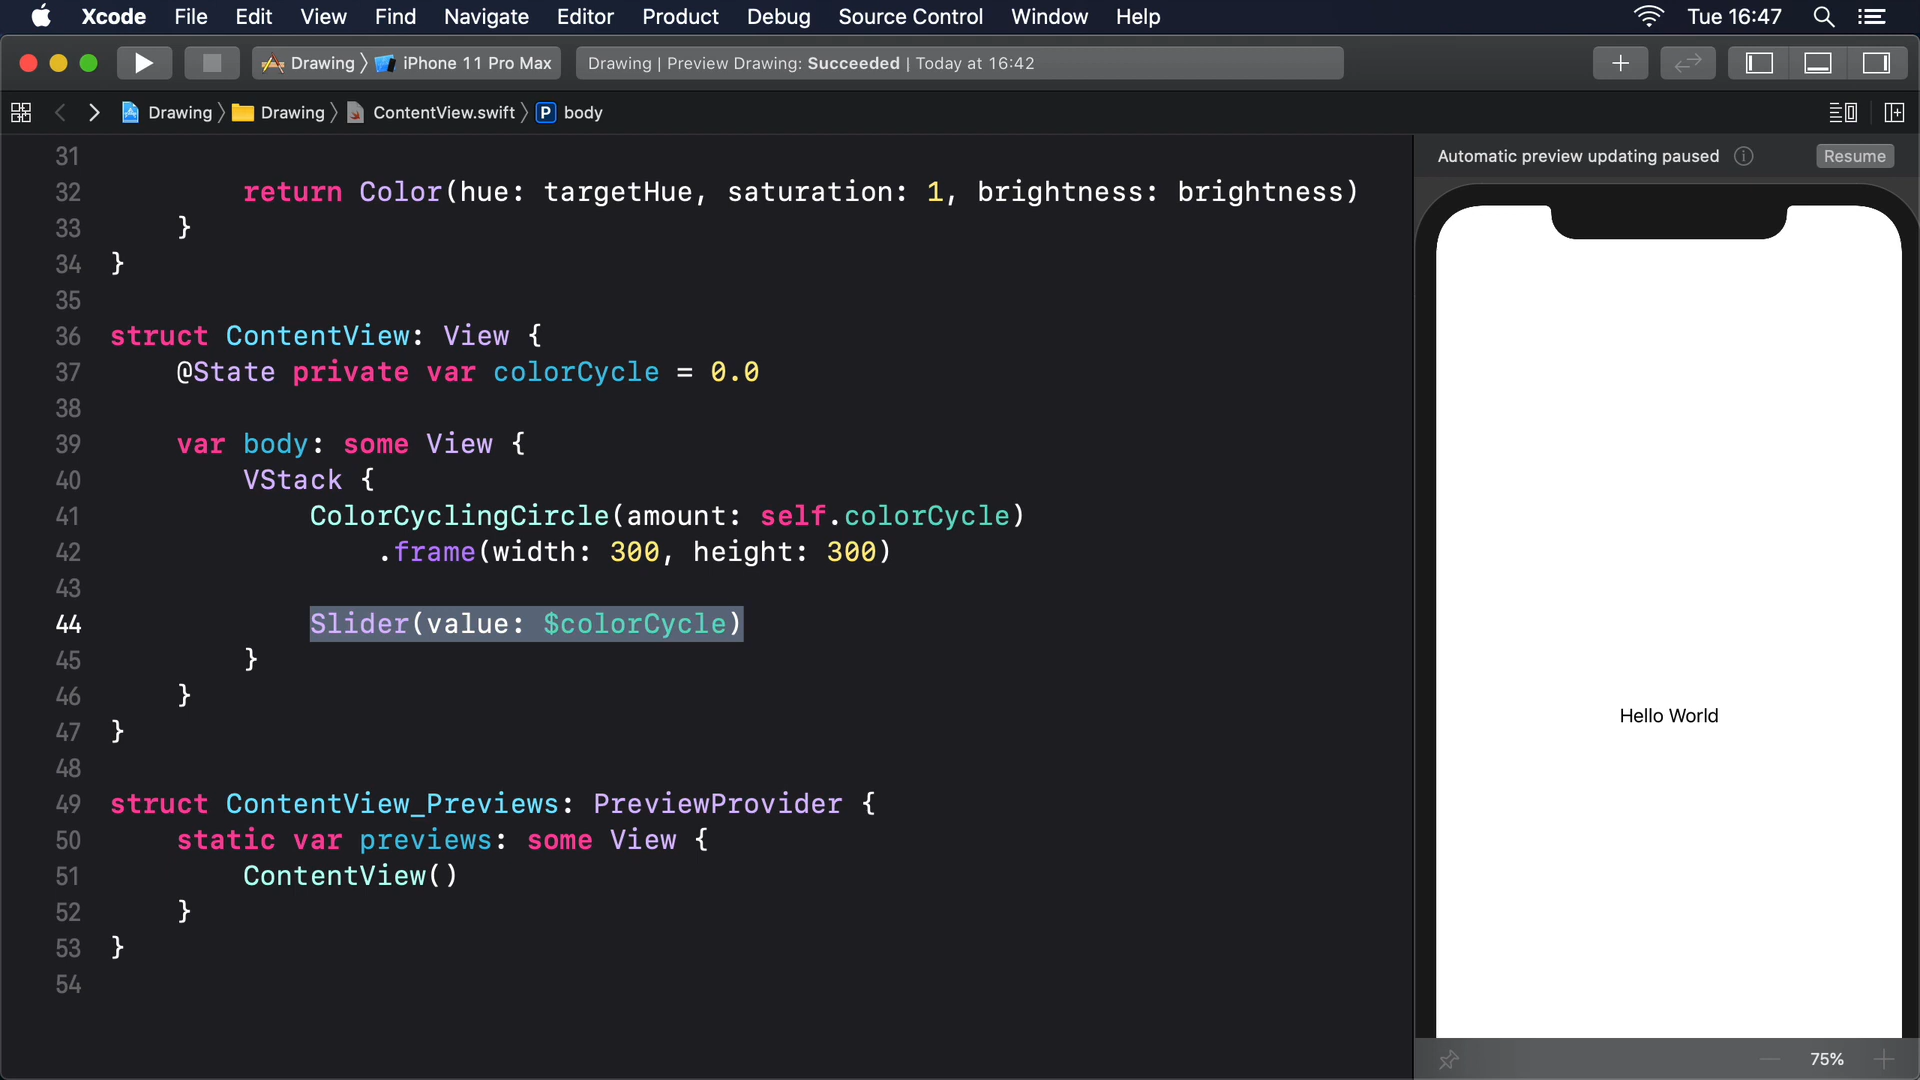 Xcode File Edit View Find Navigate Editor Product Debug Source Control Window Help Tue 16:47
Drawing 〉 iPhone 11 Pro Max Drawing | Preview Drawing: Succeeded | Today at 16:42
Drawing 〉 Drawing 〉 ContentView.swift 〉 P body
Automatic preview updating paused Resume
31
32 return Color(hue: targetHue, saturation: 1, brightness: brightness)
33 }
34 }
35
36 struct ContentView: View {
37 @State private var colorCycle = 0.0
38
39 var body: some View {
40 VStack {
41 ColorCyclingCircle(amount: self.colorCycle)
42 .frame(width: 300, height: 300)
43
44 Slider(value: $colorCycle)
45 }
46 }
47 }
48
49 struct ContentView_Previews: PreviewProvider {
50 static var previews: some View {
51 ContentView()
52 }
53 }
54
Hello World
75%